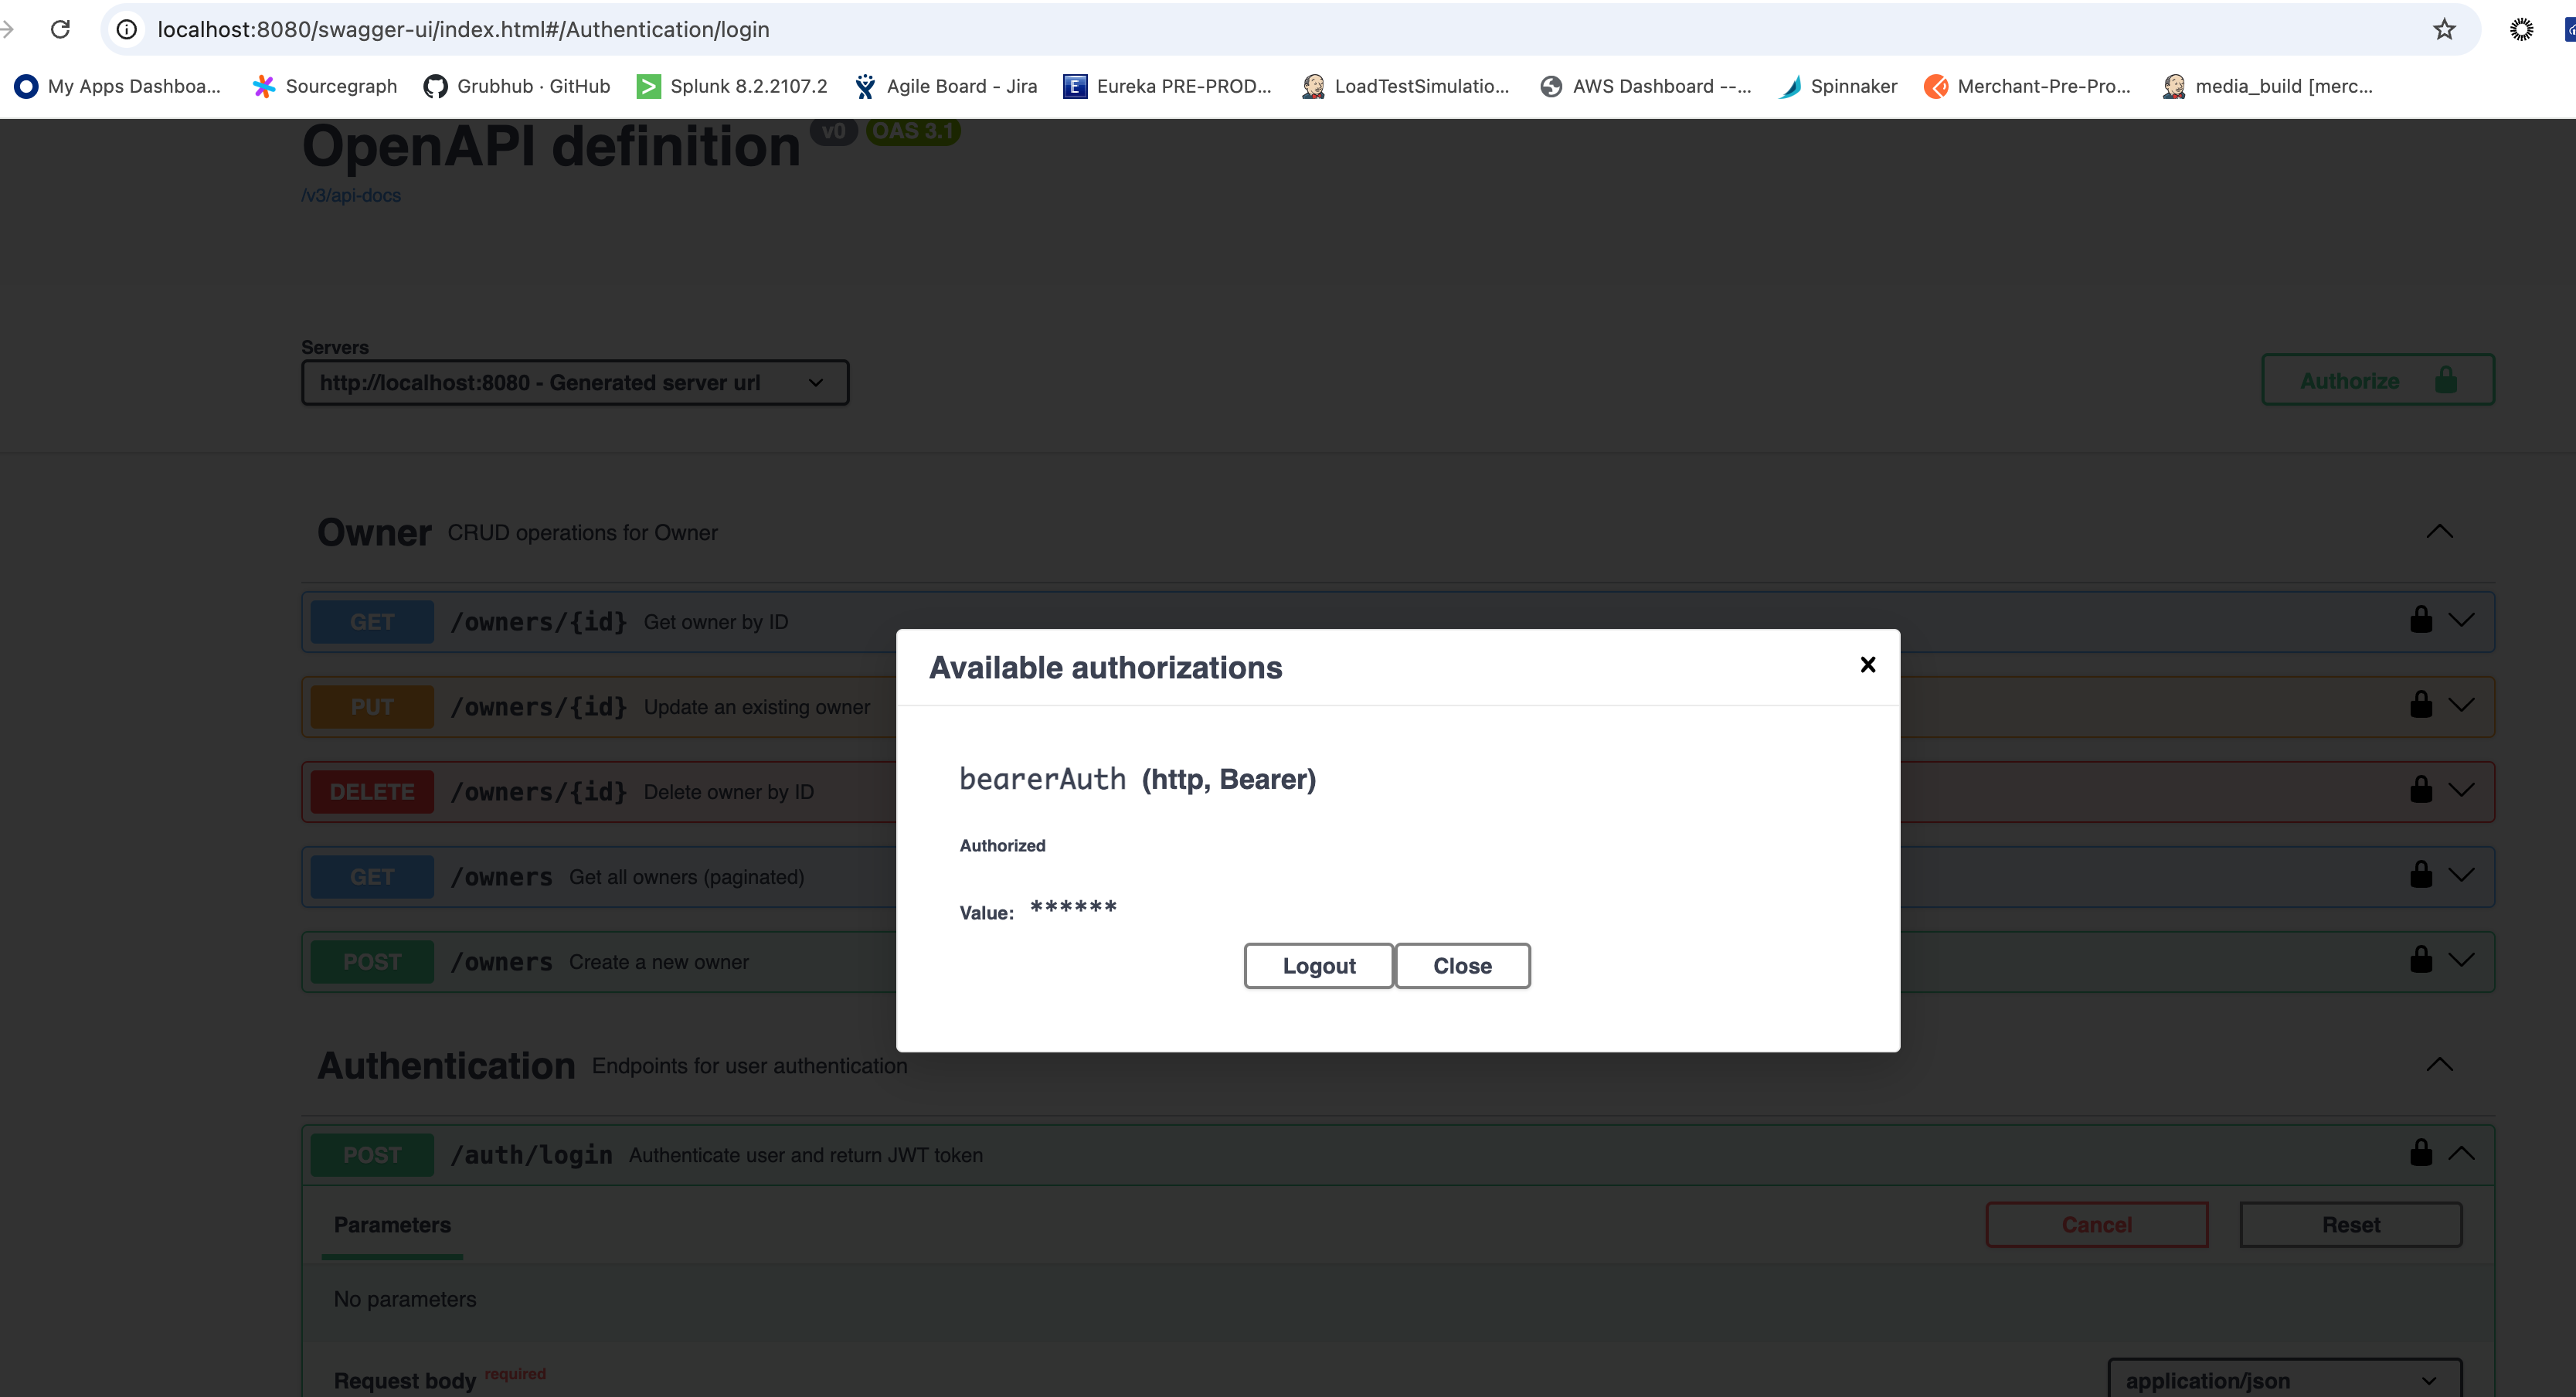 localhost:8080/swagger-ui/index.html#/Authentication/login
My Apps Dashboa... Sourcegraph Grubhub · GitHub Splunk 8.2.2107.2 Agile Board - Jira E Eureka PRE-PROD... LoadTestSimulatio... AWS Dashboard --... Spinnaker Merchant-Pre-Pro... media_build [merc...
OpenAPI definition v0 OAS 3.1
/v3/api-docs
Servers
http://localhost:8080 - Generated server url
Authorize
Owner CRUD operations for Owner
GET /owners/{id} Get owner by ID
PUT /owners/{id} Update an existing owner
DELETE /owners/{id} Delete owner by ID
GET /owners Get all owners (paginated)
POST /owners Create a new owner
Available authorizations
bearerAuth (http, Bearer)
Authorized
Value: ******
Logout Close
Authentication Endpoints for user authentication
POST /auth/login Authenticate user and return JWT token
Parameters Cancel Reset
No parameters
Request body required application/json